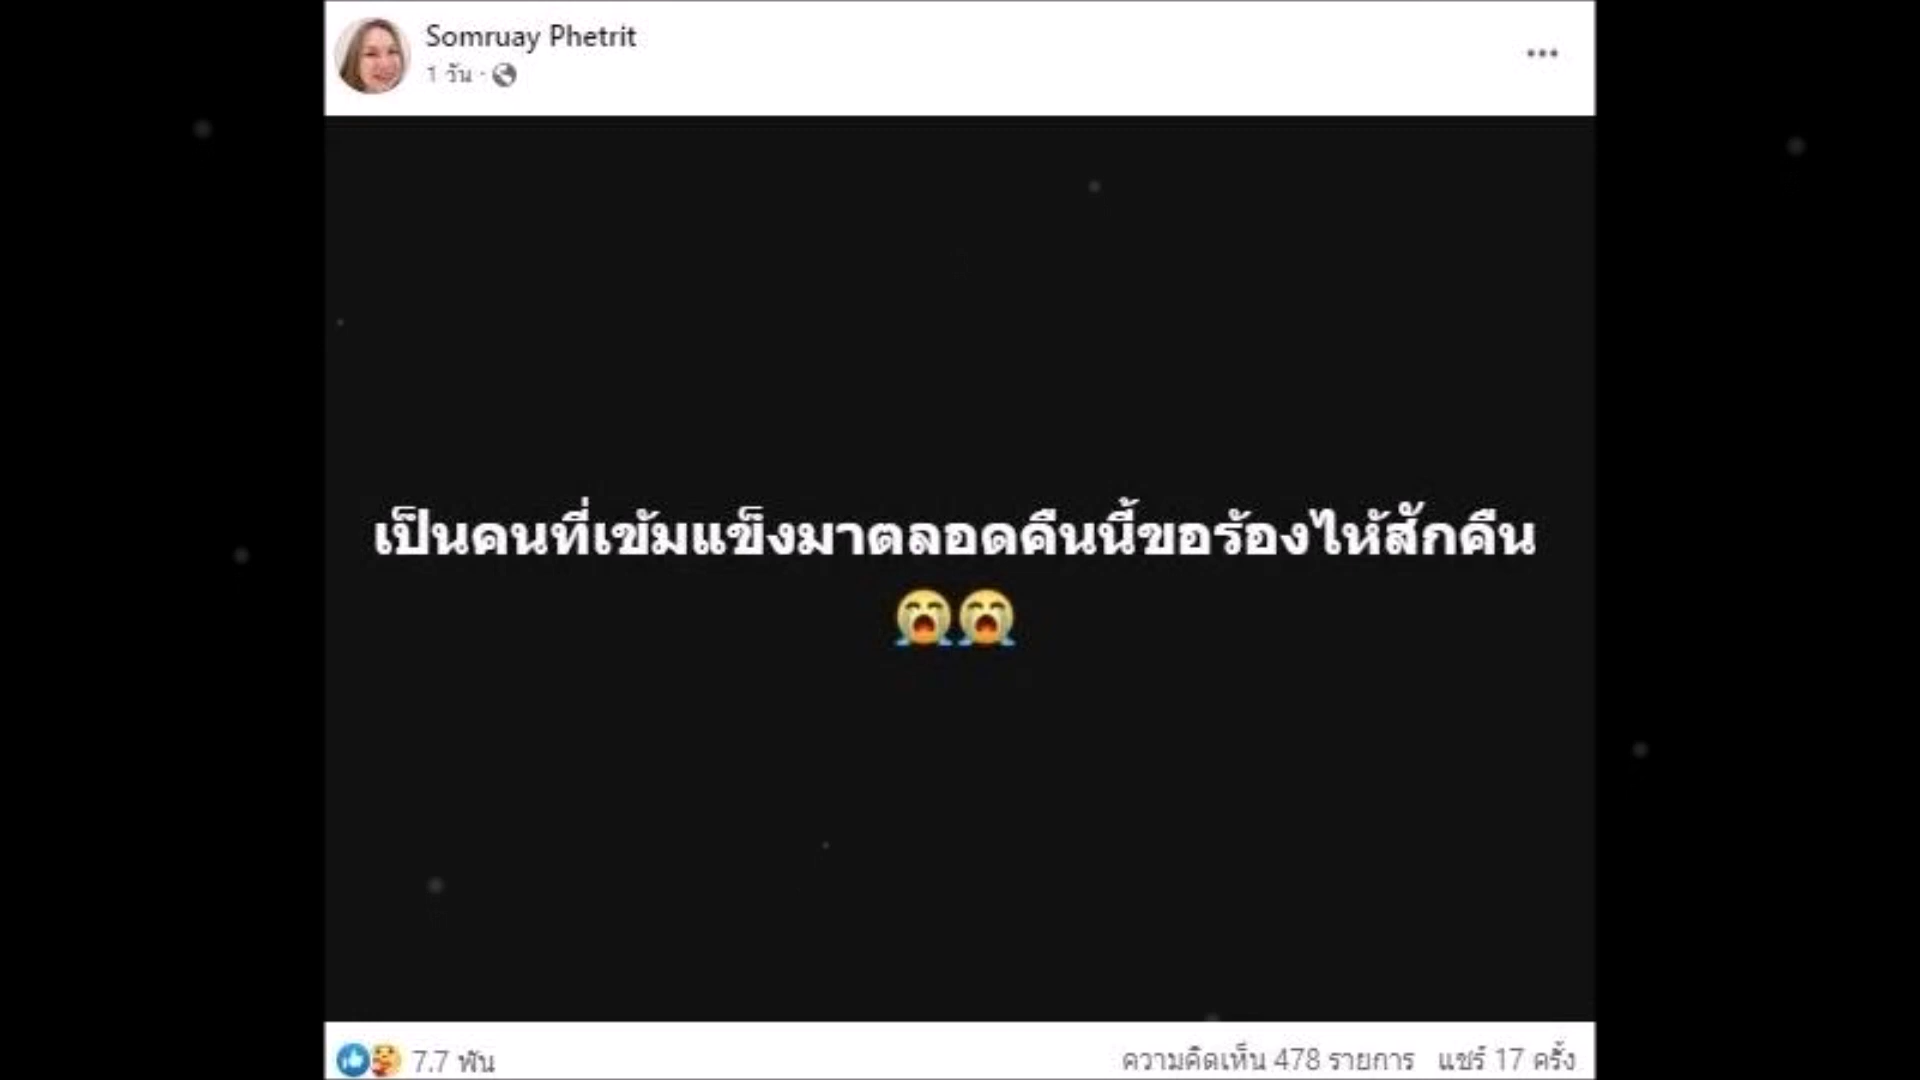 Somruay Phetrit
1 วัน ·
เป็นคนที่เข้มแข็งมาตลอดคืนนี้ขอร้องไห้สักคืน
😭😭
7.7 พัน
ความคิดเห็น 478 รายการ แชร์ 17 ครั้ง